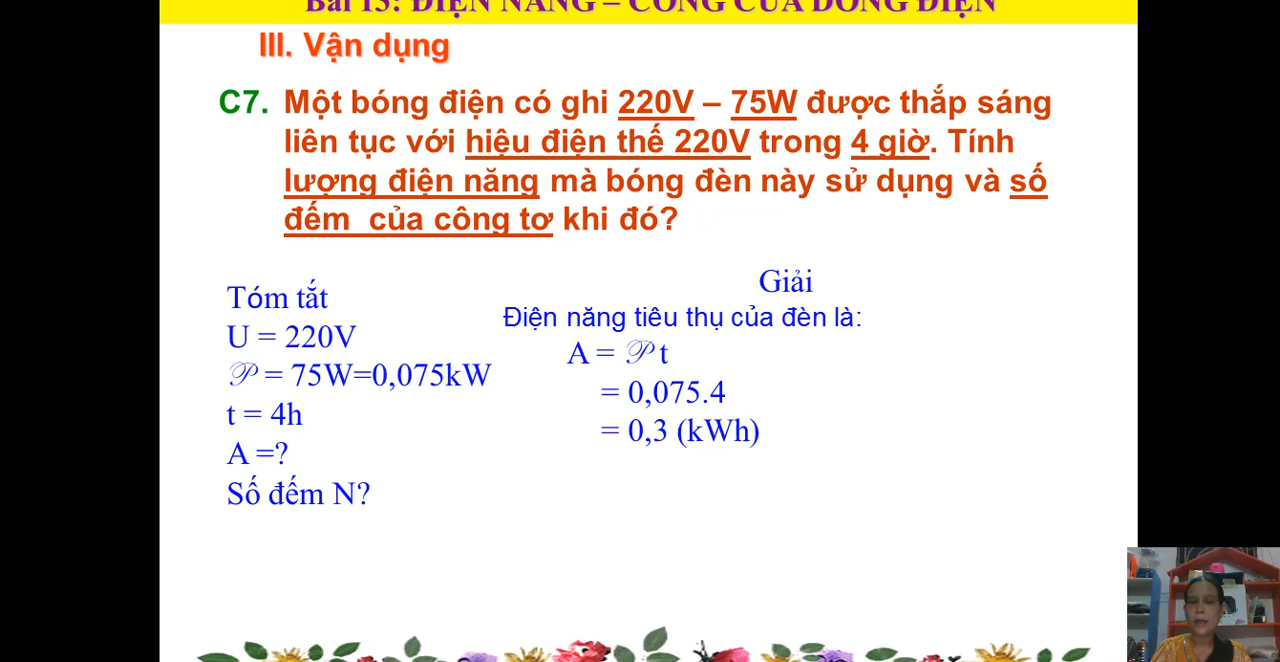 Bài 13: ĐIỆN NĂNG – CÔNG CỦA DÒNG ĐIỆN
III. Vận dụng
C7. Một bóng điện có ghi 220V – 75W được thắp sáng
liên tục với hiệu điện thế 220V trong 4 giờ. Tính
lượng điện năng mà bóng đèn này sử dụng và số
đếm của công tơ khi đó?
Tóm tắt
U = 220V
𝒫 = 75W=0,075kW
t = 4h
A =?
Số đếm N?
Giải
Điện năng tiêu thụ của đèn là:
A = 𝒫 t
= 0,075.4
= 0,3 (kWh)